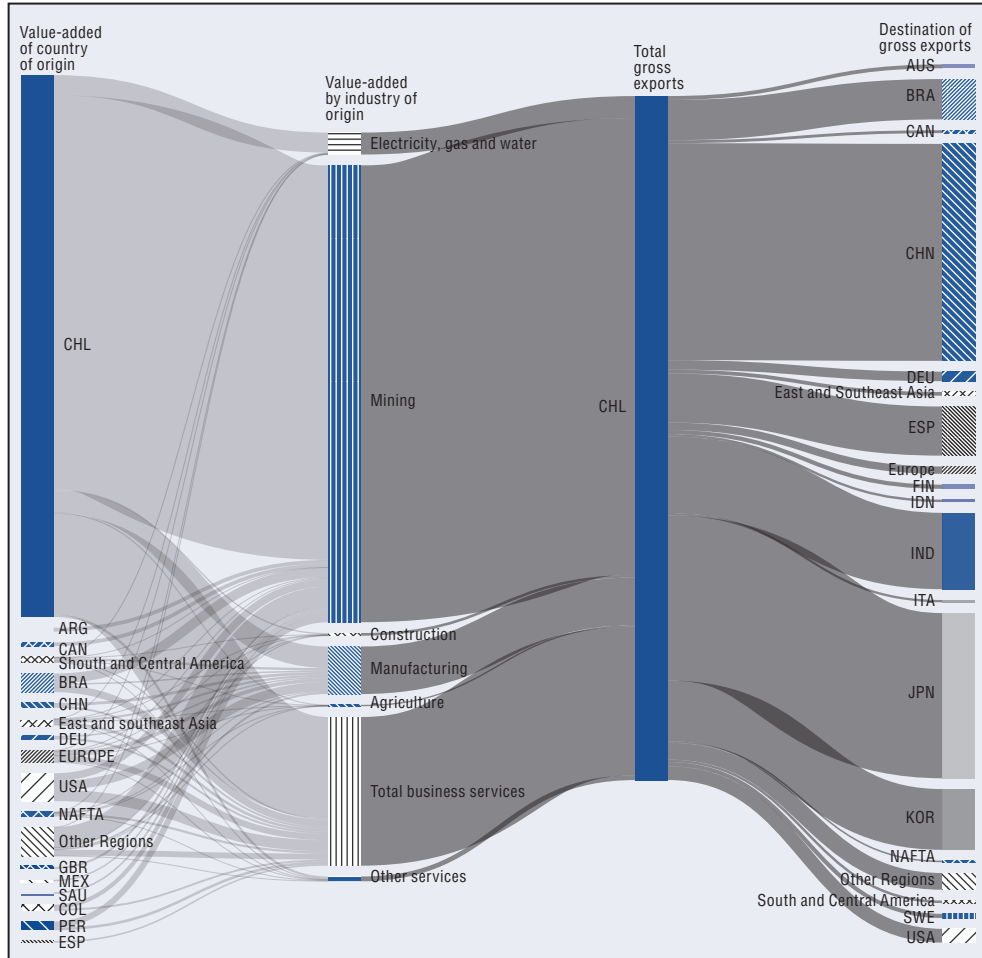 Value-added
of country
of origin
CHL
ARG
CAN
Shouth and Central America
BRA
CHN
East and southeast Asia
DEU
EUROPE
USA
NAFTA
Other Regions
GBR
MEX
SAU
COL
PER
ESP
Value-added
by industry of
origin
Electricity, gas and water
Mining
Construction
Manufacturing
Agriculture
Total business services
Other services
Total
gross
exports
CHL
Destination of
gross exports
AUS
BRA
CAN
CHN
DEU
East and Southeast Asia
ESP
Europe
FIN
IDN
IND
ITA
JPN
KOR
NAFTA
Other Regions
South and Central America
SWE
USA